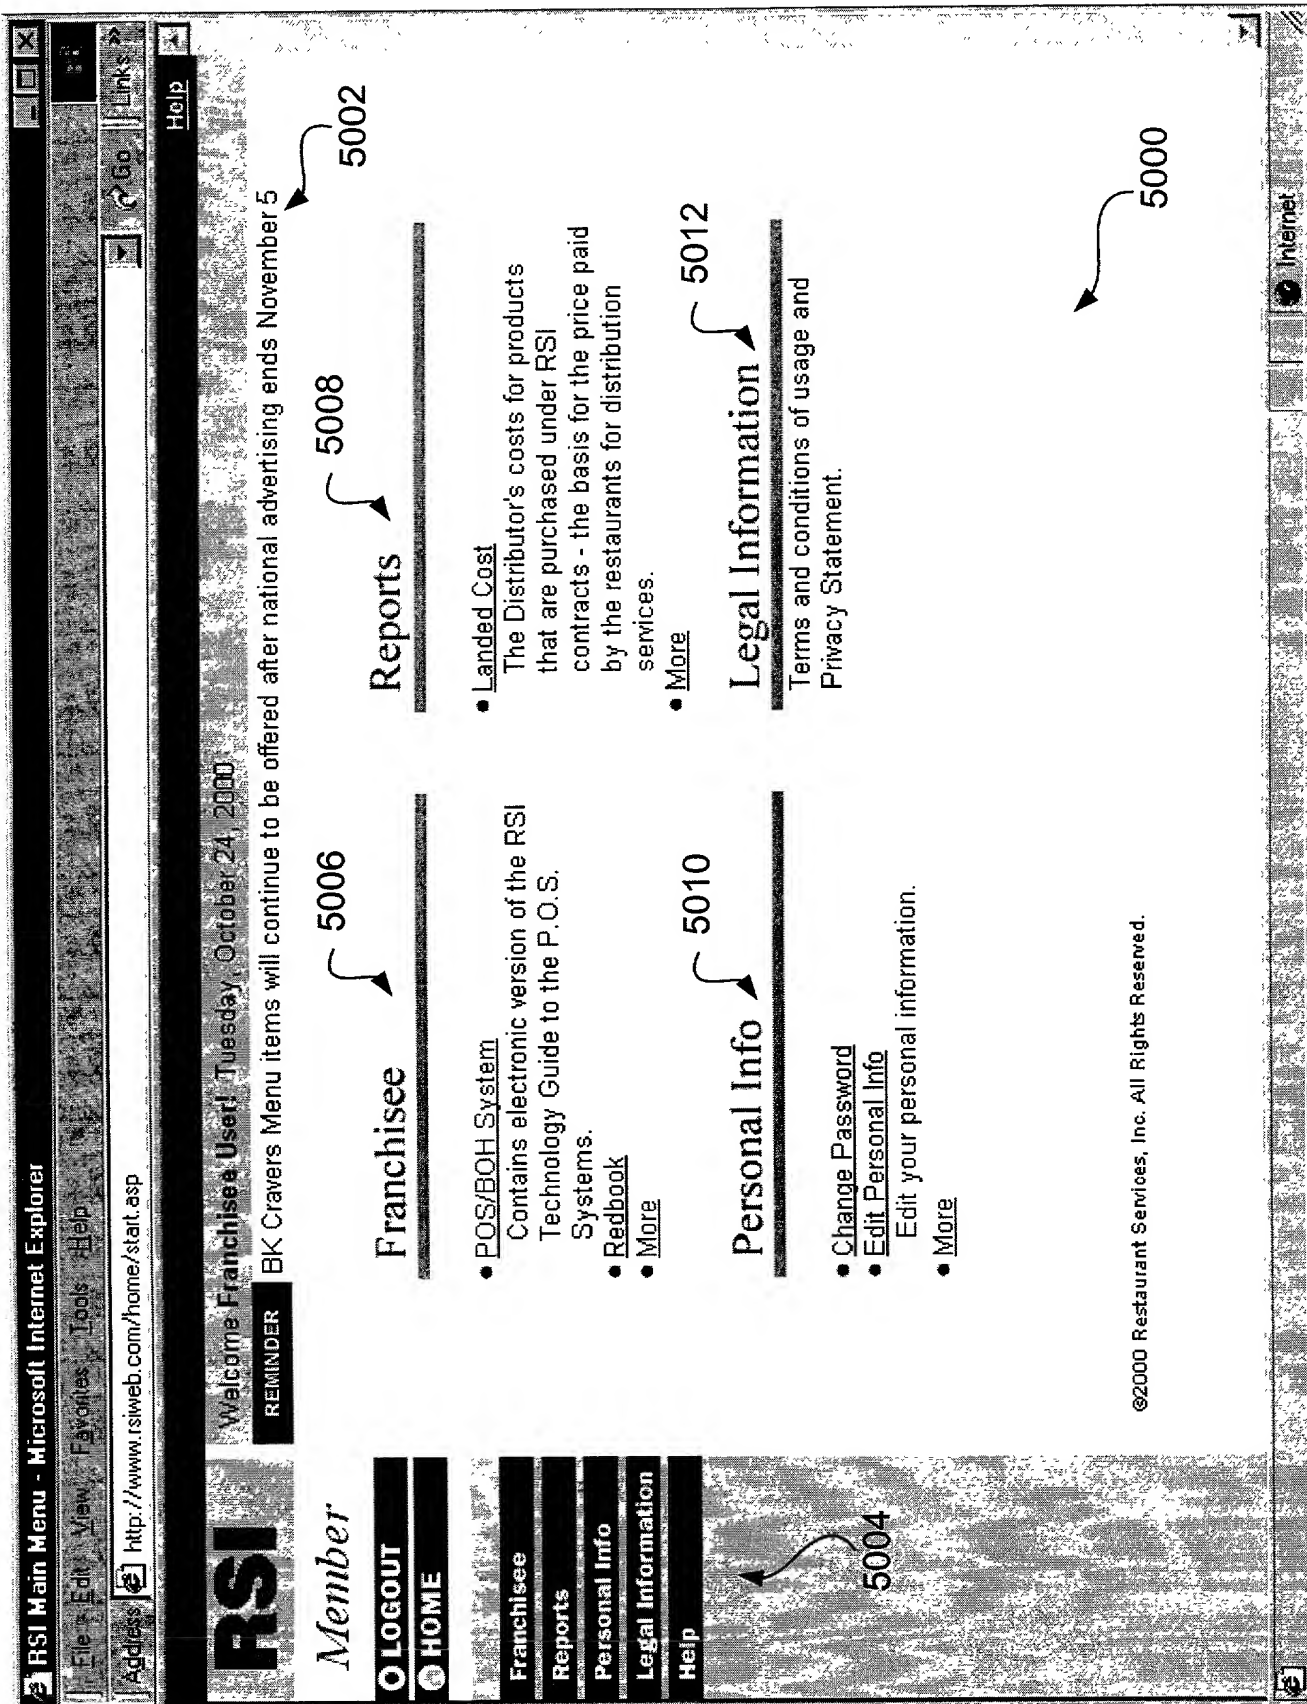 RSI Main Menu - Microsoft Internet Explorer
File Edit View Favorites Tools Help
Address http://www.rsiweb.com/home/start.asp Go Links »
Help
RSI
Welcome Franchisee User! Tuesday, October 24, 2000
REMINDER BK Cravers Menu items will continue to be offered after national advertising ends November 5
5002
Member
LOGOUT
HOME
Franchisee
Reports
Personal Info
Legal Information
Help
5004
Franchisee
5006
• POS/BOH System
Contains electronic version of the RSI
Technology Guide to the P.O.S.
Systems.
• Redbook
• More
Reports
5008
• Landed Cost
The Distributor's costs for products
that are purchased under RSI
contracts - the basis for the price paid
by the restaurants for distribution
services.
• More
Personal Info
5010
• Change Password
• Edit Personal Info
Edit your personal information.
• More
Legal Information
5012
Terms and conditions of usage and
Privacy Statement.
5000
©2000 Restaurant Services, Inc. All Rights Reserved.
Internet